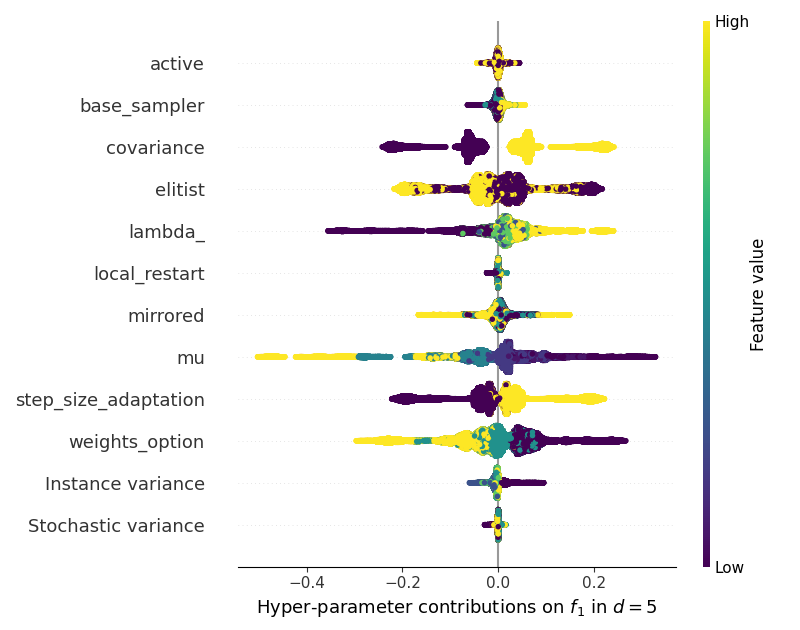 High
active
base_sampler
covariance
elitist
lambda_
local_restart
mirrored
mu
step_size_adaptation
weights_option
Instance variance
Stochastic variance
Feature value
Low
−0.4 −0.2 0.0 0.2
Hyper-parameter contributions on f₁ in d = 5